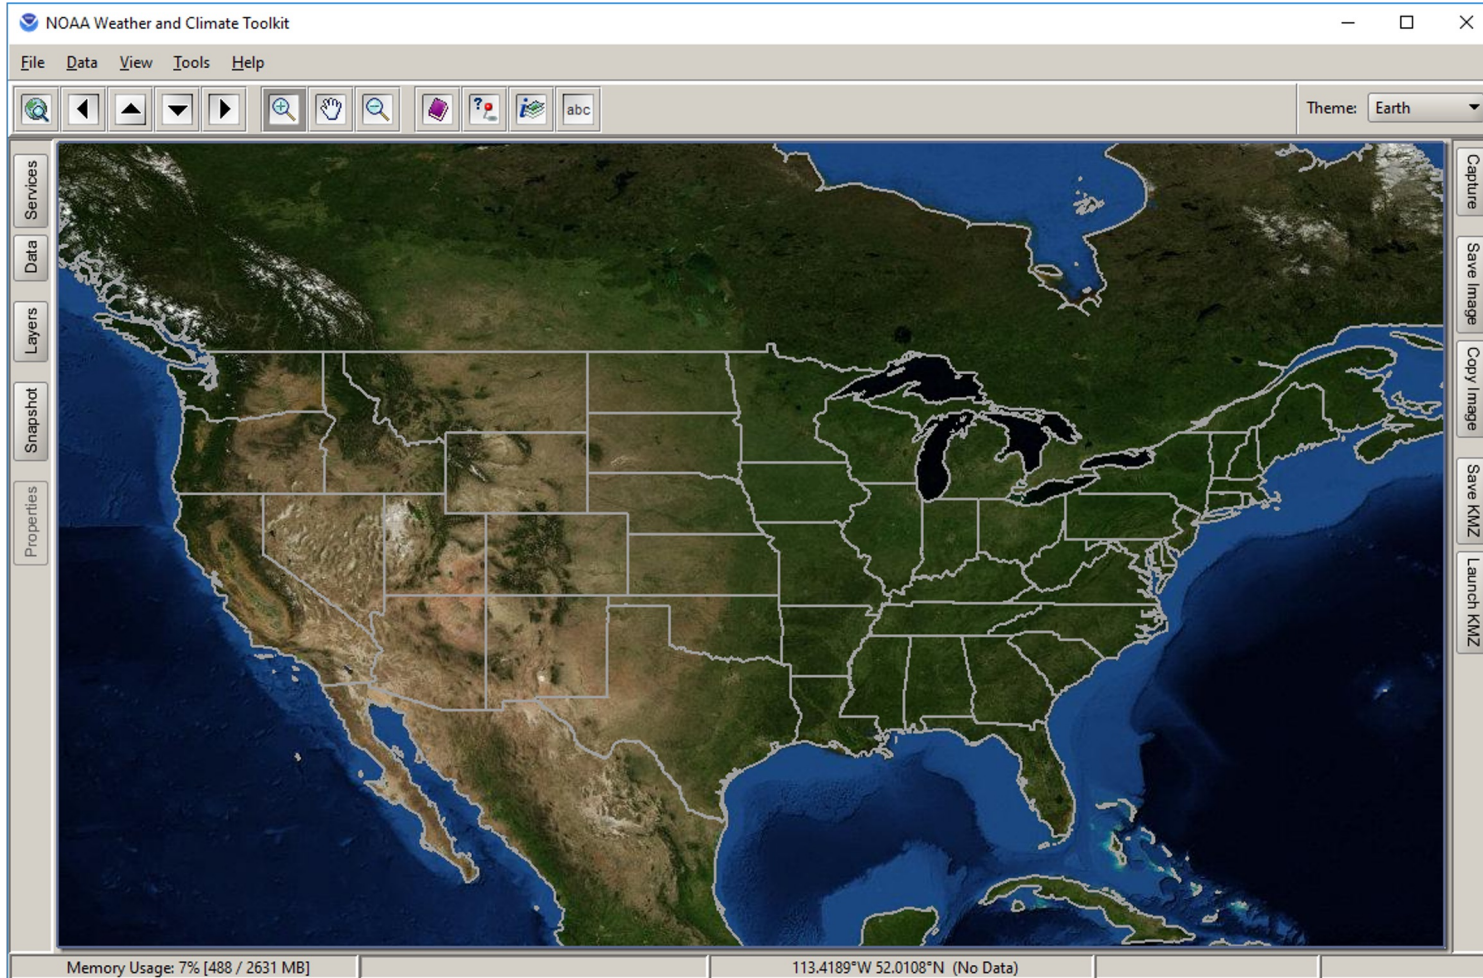 NOAA Weather and Climate Toolkit
File Data View Tools Help
abc
Theme: Earth
Services
Data
Layers
Snapshot
Properties
Capture
Save Image
Copy Image
Save KMZ
Launch KMZ
Memory Usage: 7% [488 / 2631 MB] 113.4189°W 52.0108°N (No Data)